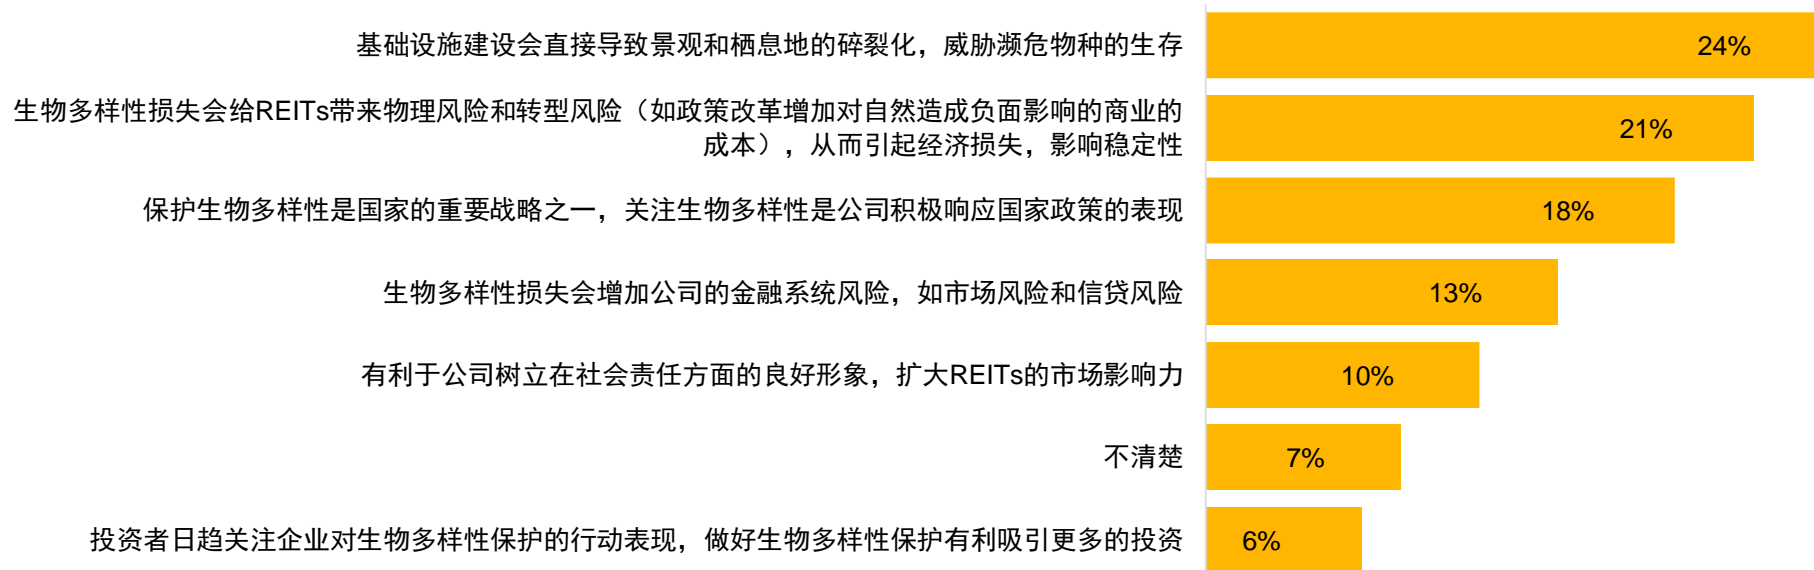 基础设施建设会直接导致景观和栖息地的碎裂化，威胁濒危物种的生存
24%
生物多样性损失会给REITs带来物理风险和转型风险（如政策改革增加对自然造成负面影响的商业的
成本），从而引起经济损失，影响稳定性
21%
保护生物多样性是国家的重要战略之一，关注生物多样性是公司积极响应国家政策的表现
18%
生物多样性损失会增加公司的金融系统风险，如市场风险和信贷风险
13%
有利于公司树立在社会责任方面的良好形象，扩大REITs的市场影响力
10%
不清楚
7%
投资者日趋关注企业对生物多样性保护的行动表现，做好生物多样性保护有利吸引更多的投资
6%